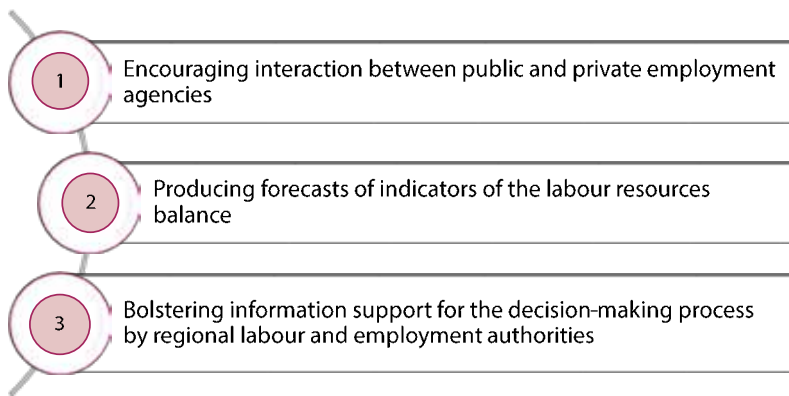 1
Encouraging interaction between public and private employment
agencies
2
Producing forecasts of indicators of the labour resources
balance
3
Bolstering information support for the decision-making process
by regional labour and employment authorities